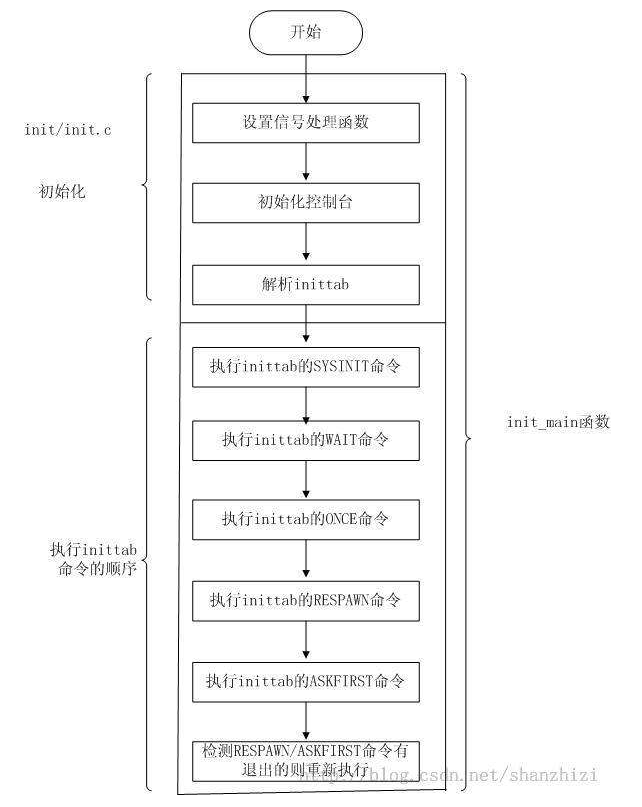 开始
init/init.c
初始化
设置信号处理函数
初始化控制台
解析inittab
执行inittab的SYSINIT命令
执行inittab的WAIT命令
init_main函数
执行inittab的ONCE命令
执行inittab
命令的顺序
执行inittab的RESPAWN命令
执行inittab的ASKFIRST命令
检测RESPAWN/ASKFIRST命令有
退出的则重新执行
http://blog.csdn.net/shanzhizi